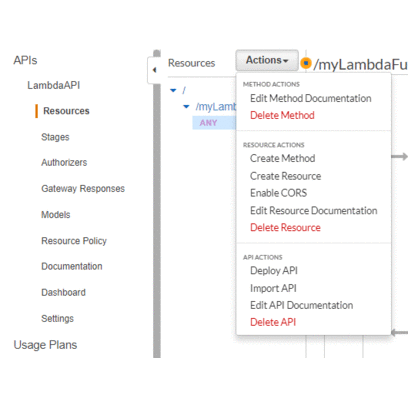 APIs
LambdaAPI
Resources
Stages
Authorizers
Gateway Responses
Models
Resource Policy
Documentation
Dashboard
Settings
Usage Plans
Resources
Actions
/myLambdaFu
/
/myLamb
ANY
METHOD ACTIONS
Edit Method Documentation
Delete Method
RESOURCE ACTIONS
Create Method
Create Resource
Enable CORS
Edit Resource Documentation
Delete Resource
API ACTIONS
Deploy API
Import API
Edit API Documentation
Delete API